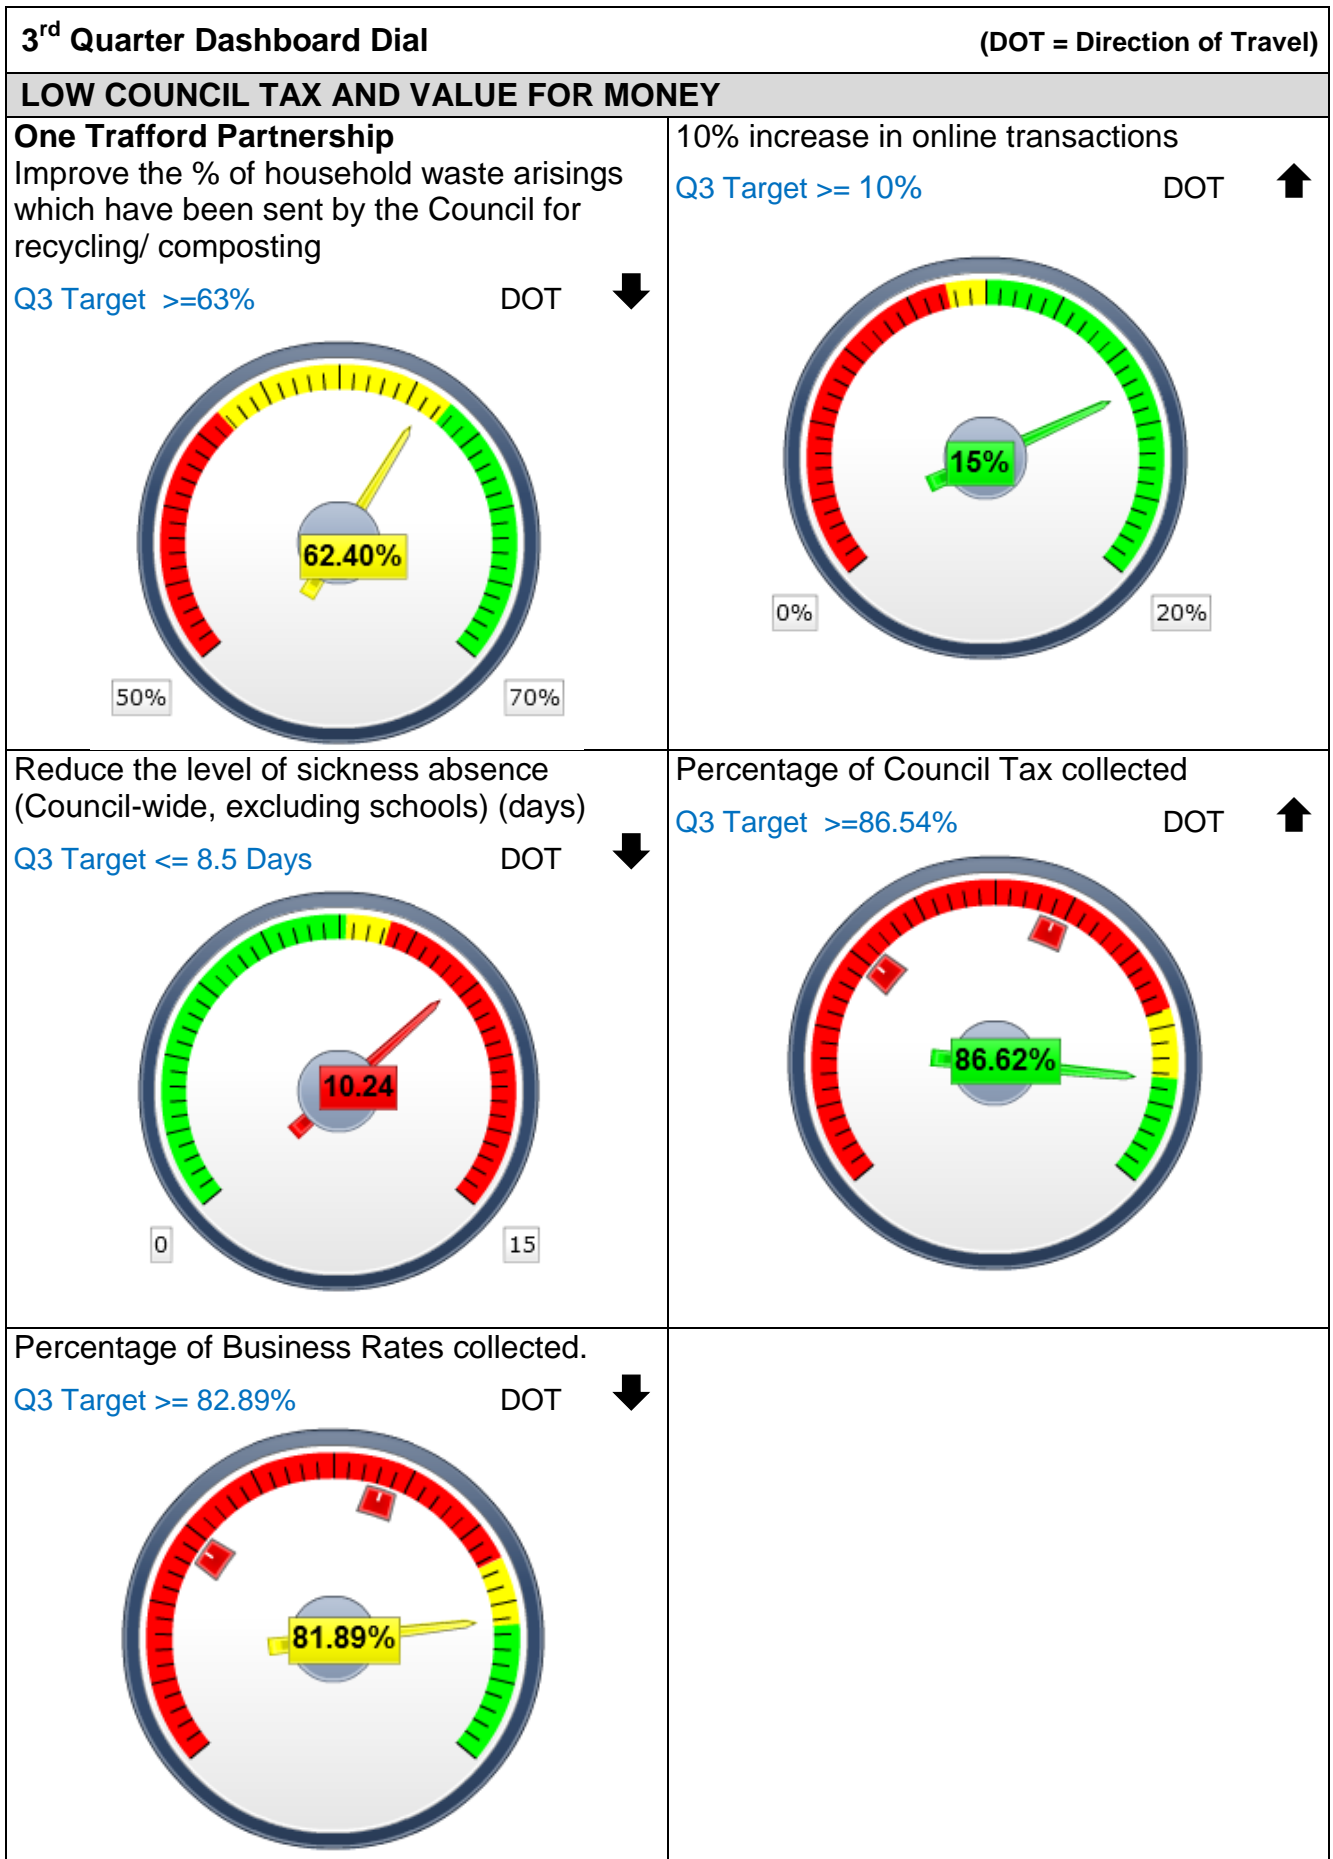 3rd Quarter Dashboard Dial
(DOT = Direction of Travel)
LOW COUNCIL TAX AND VALUE FOR MONEY
One Trafford Partnership
Improve the % of household waste arisings
which have been sent by the Council for
recycling/ composting
Q3 Target >=63% DOT
62.40%
50% 70%
10% increase in online transactions
Q3 Target >= 10% DOT
15%
0% 20%
Reduce the level of sickness absence
(Council-wide, excluding schools) (days)
Q3 Target <= 8.5 Days DOT
10.24
0 15
Percentage of Council Tax collected
Q3 Target >=86.54% DOT
86.62%
Percentage of Business Rates collected.
Q3 Target >= 82.89% DOT
81.89%